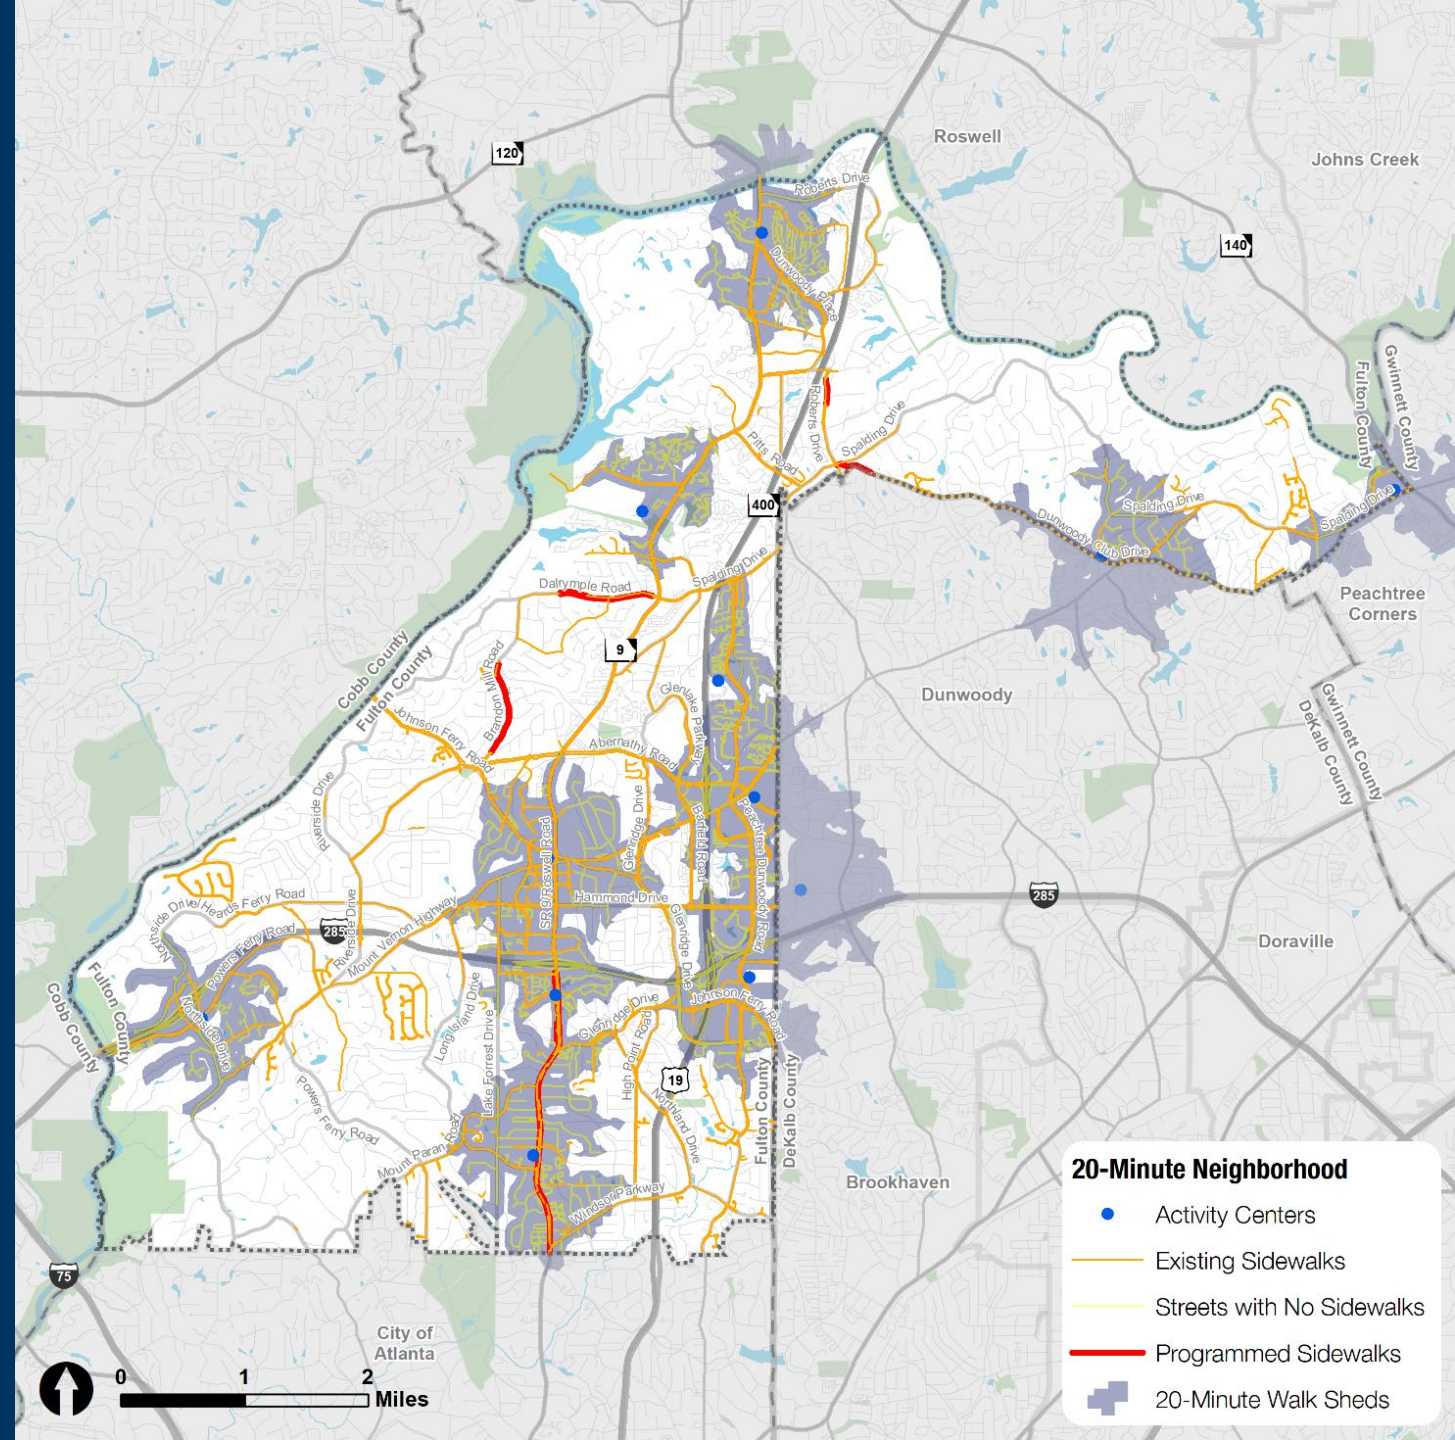 Roswell
Johns Creek
120
140
Roberts Drive
Dunwoody Place
Fulton County
Gwinnett County
Roberts Drive
Spalding Drive
Pitts Road
400
Spalding Drive
Spalding Drive
Dunwoody Club Drive
Spalding Drive
Dalrymple Road
Peachtree
Corners
9
Cobb County
Fulton County
Brandon Mill Road
Glenlake Parkway
Dunwoody
Gwinnett County
DeKalb County
Johnson Ferry Road
Abernathy Road
Riverside Drive
Glenridge Drive
Barfield Road
Peachtree Dunwoody Road
SR 9/Roswell Road
Hammond Drive
285
Northside Drive/Heards Ferry Road
Riverside Drive
Mount Vernon Highway
285
Powers Ferry Road
Glenridge Drive
Doraville
Fulton County
Cobb County
Northside Drive
Long Island Drive
Lake Forrest Drive
Glenridge Drive
Johnson Ferry Road
High Point Road
19
Northland Drive
Powers Ferry Road
Mount Paran Road
Fulton County
DeKalb County
Windsor Parkway
Brookhaven
75
City of
Atlanta
0 1 2
Miles
20-Minute Neighborhood
Activity Centers
Existing Sidewalks
Streets with No Sidewalks
Programmed Sidewalks
20-Minute Walk Sheds